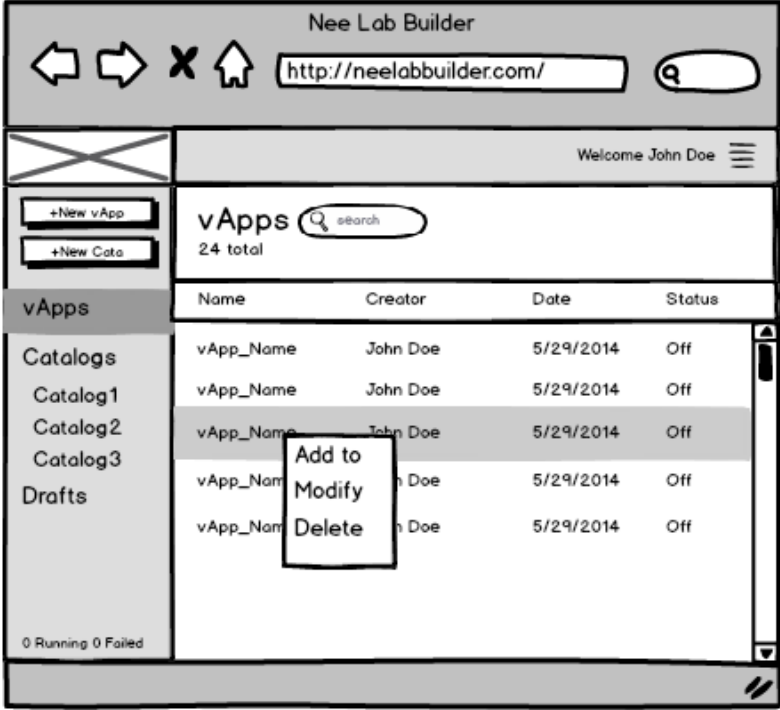 Nee Lab Builder
http://neelabbuilder.com/
Welcome John Doe
+New vApp
+New Cata
vApps
Catalogs
Catalog1
Catalog2
Catalog3
Drafts
0 Running 0 Failed
vApps search
24 total
Name Creator Date Status
vApp_Name John Doe 5/29/2014 Off
vApp_Name John Doe 5/29/2014 Off
vApp_Name John Doe 5/29/2014 Off
vApp_Nam Doe 5/29/2014 Off
vApp_Nam Doe 5/29/2014 Off
Add to
Modify
Delete